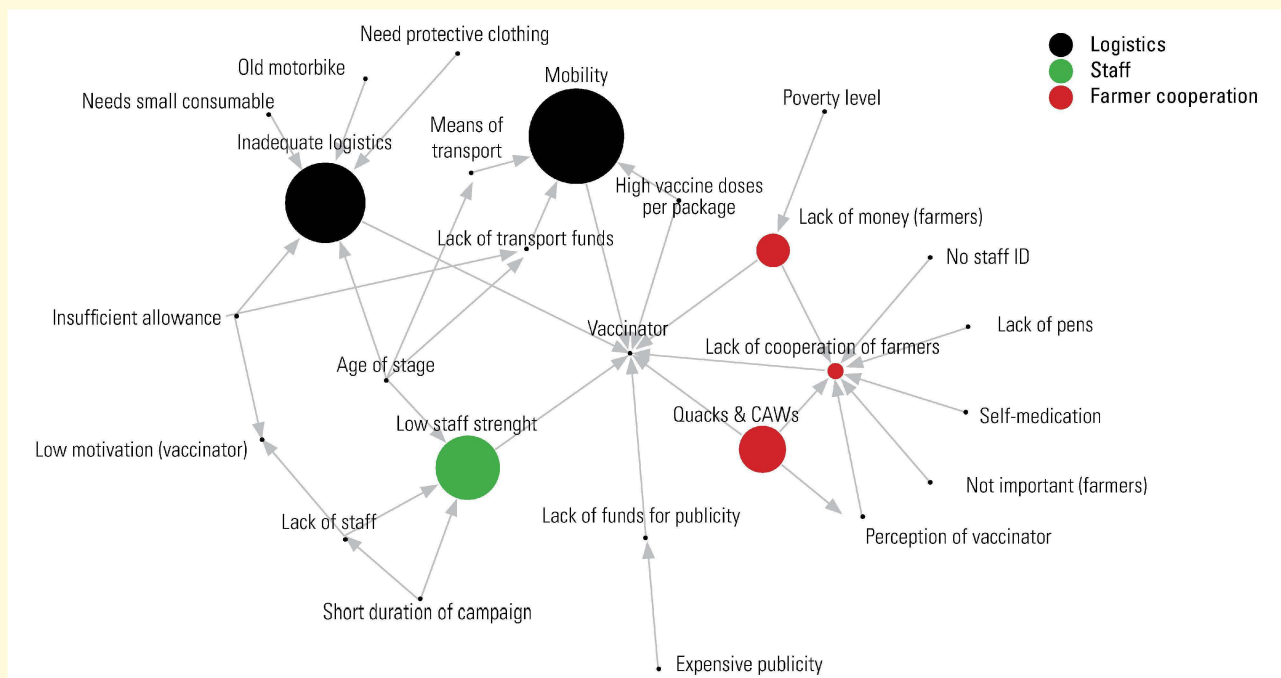 Need protective clothing
Logistics
Old motorbike
Mobility
Staff
Needs small consumable
Farmer cooperation
Poverty level
Means of
transport
Inadequate logistics
High vaccine doses
per package
Lack of money (farmers)
Lack of transport funds
No staff ID
Insufficient allowance
Vaccinator
Lack of pens
Lack of cooperation of farmers
Age of stage
Quacks & CAWs
Self-medication
Low staff strenght
Low motivation (vaccinator)
Not important (farmers)
Lack of staff
Lack of funds for publicity
Perception of vaccinator
Short duration of campaign
Expensive publicity